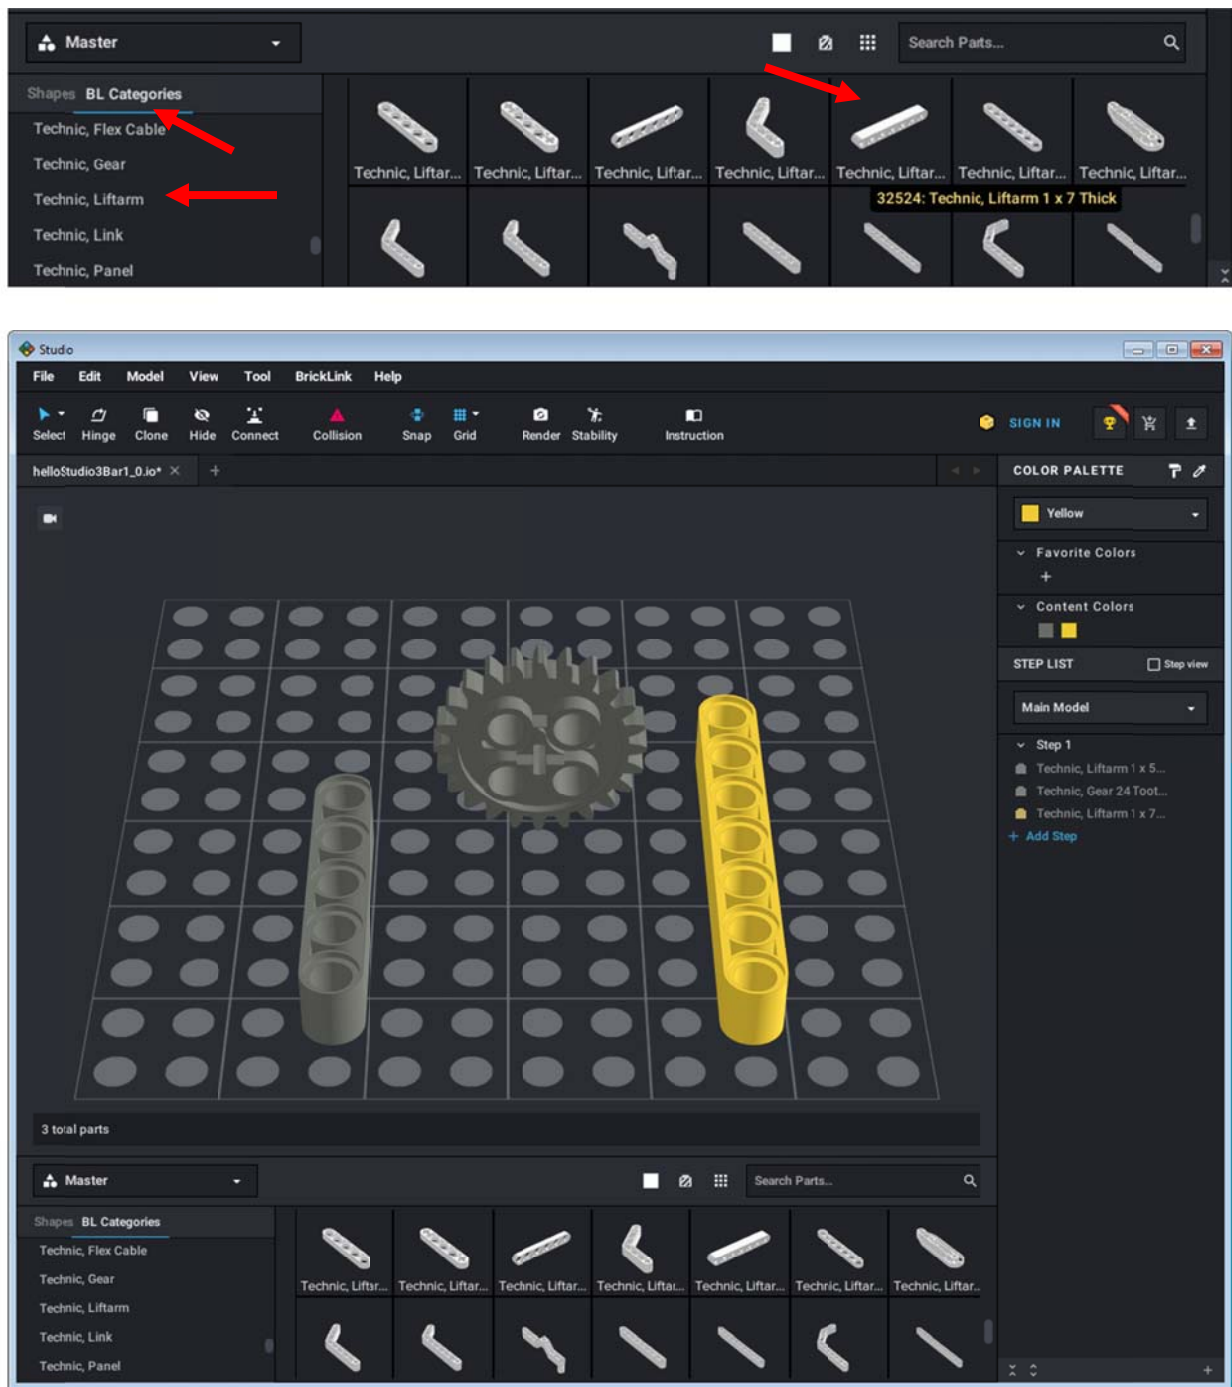 Master
Search Parts...
Shapes BL Categories
Technic, Flex Cable
Technic, Gear
Technic, Liftarm
Technic, Link
Technic, Panel
Technic, Liftar... Technic, Liftar... Technic, Liftar... Technic, Liftar... Technic, Liftar... Technic, Liftar... Technic, Liftar...
32524: Technic, Liftarm 1 x 7 Thick
Studio
File Edit Model View Tool BrickLink Help
Select Hinge Clone Hide Connect Collision Snap Grid Render Stability Instruction
SIGN IN
helloStudio3Bar1_0.io* × +
COLOR PALETTE
Yellow
Favorite Colors
+
Content Colors
STEP LIST Step view
Main Model
Step 1
Technic, Liftarm 1 x 5...
Technic, Gear 24 Toot...
Technic, Liftarm 1 x 7...
+ Add Step
3 total parts
Master
Search Parts...
Shapes BL Categories
Technic, Flex Cable
Technic, Gear
Technic, Liftarm
Technic, Link
Technic, Panel
Technic, Liftar... Technic, Liftar... Technic, Liftar... Technic, Liftar... Technic, Liftar... Technic, Liftar... Technic, Liftar...
+